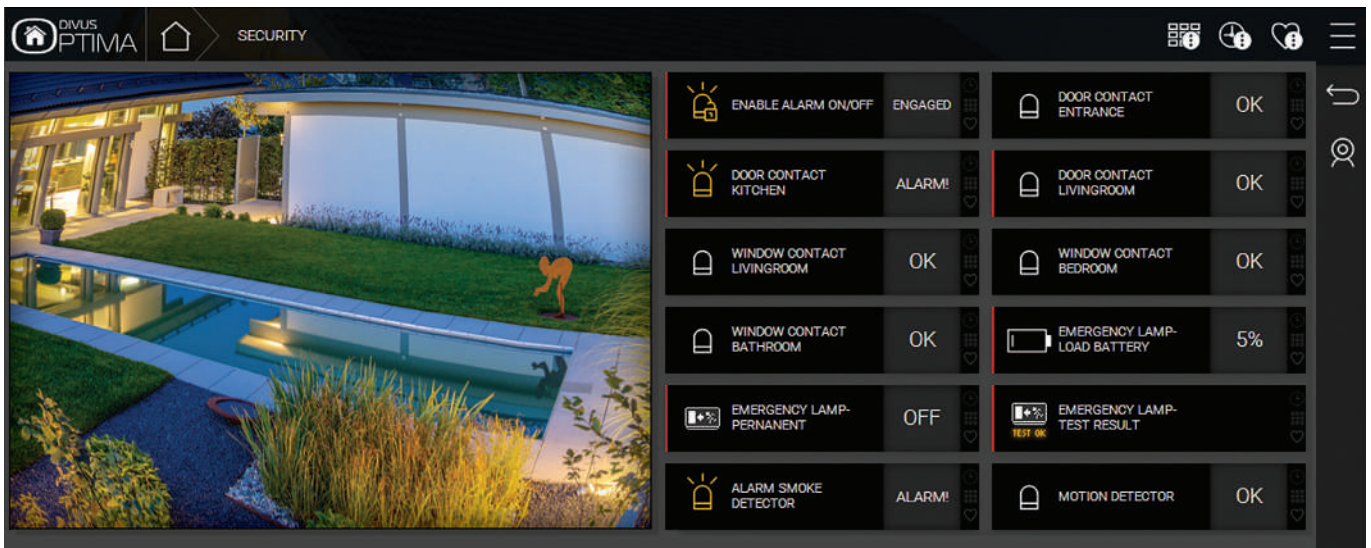 DIVUS
OPTIMA
SECURITY
ENABLE ALARM ON/OFF
ENGAGED
DOOR CONTACT
ENTRANCE
OK
DOOR CONTACT
KITCHEN
ALARM!
DOOR CONTACT
LIVINGROOM
OK
WINDOW CONTACT
LIVINGROOM
OK
WINDOW CONTACT
BEDROOM
OK
WINDOW CONTACT
BATHROOM
OK
EMERGENCY LAMP-
LOAD BATTERY
5%
EMERGENCY LAMP-
PERNANENT
OFF
TEST OK
EMERGENCY LAMP-
TEST RESULT
ALARM SMOKE
DETECTOR
ALARM!
MOTION DETECTOR
OK